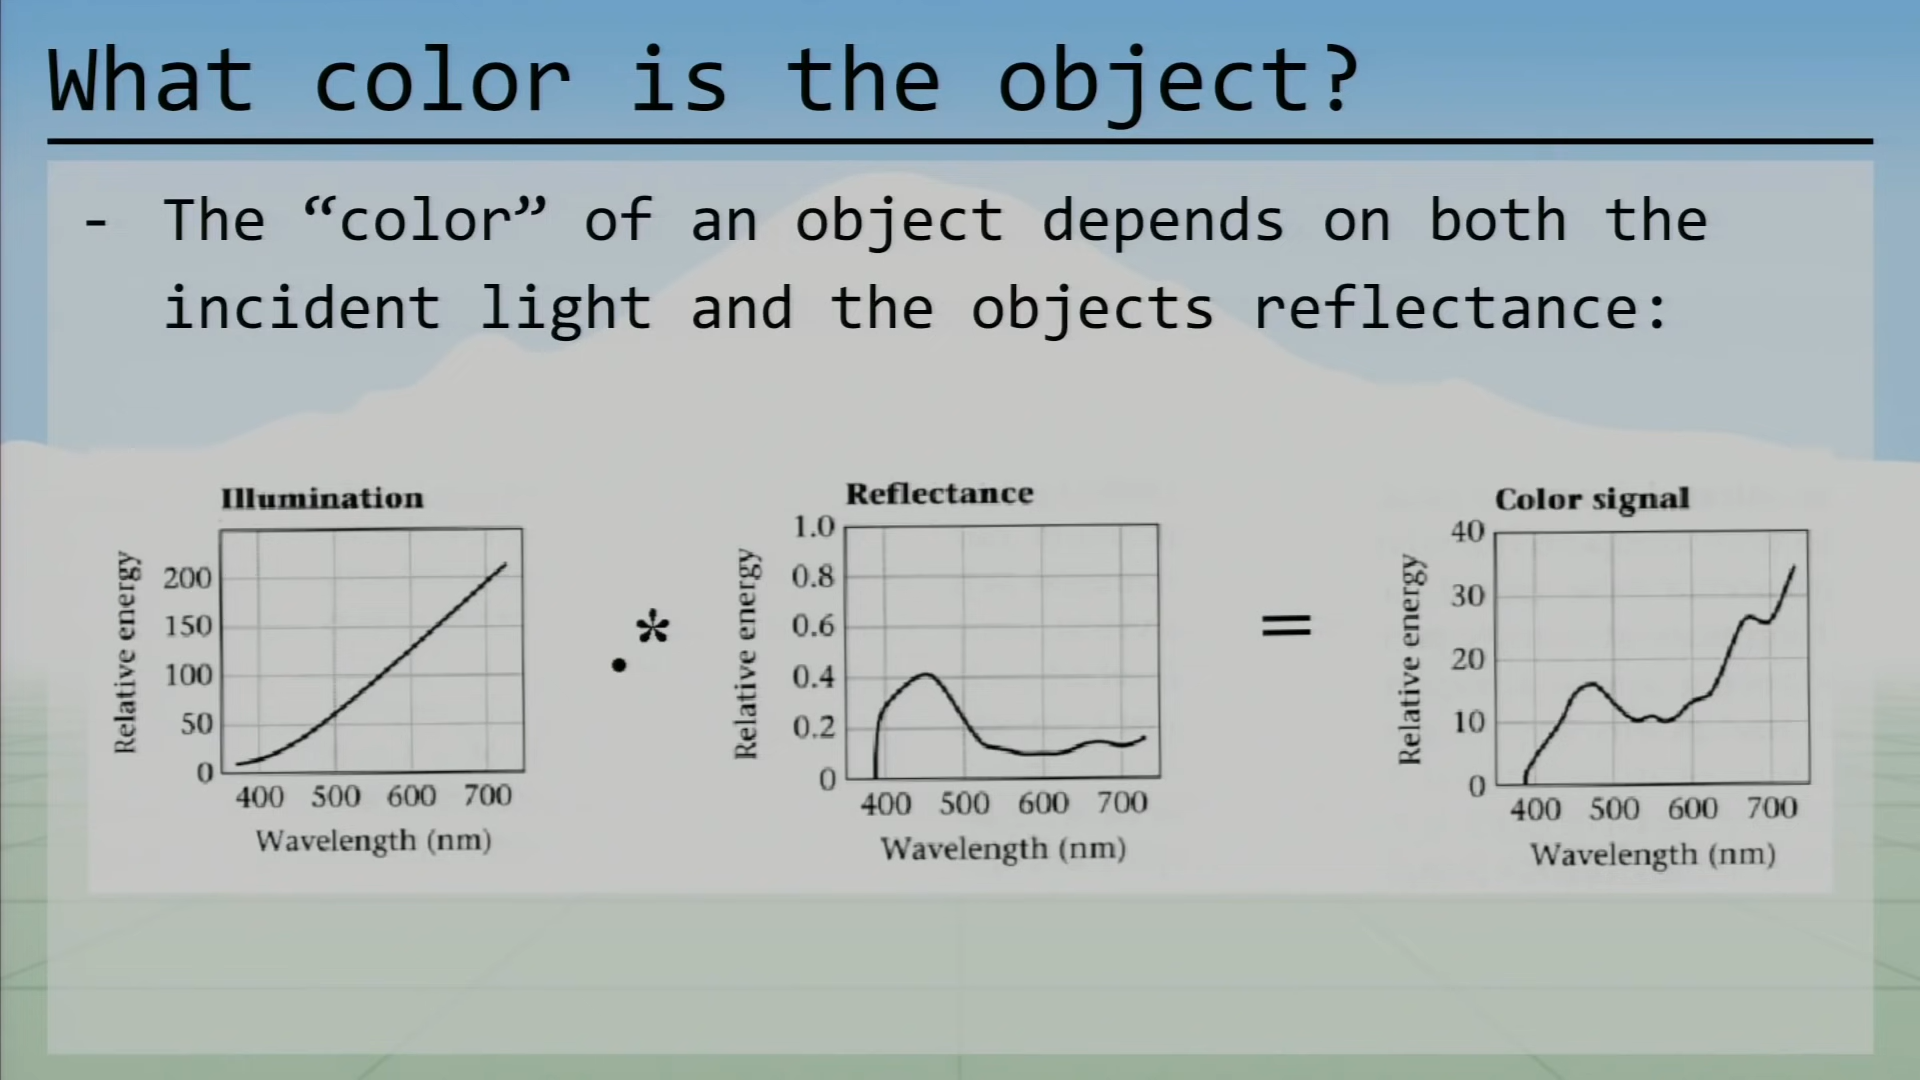 What color is the object?
- The “color” of an object depends on both the
incident light and the objects reflectance:
Illumination
Relative energy
200
150
100
50
0
400 500 600 700
Wavelength (nm)
.*
Reflectance
Relative energy
1.0
0.8
0.6
0.4
0.2
0
400 500 600 700
Wavelength (nm)
=
Color signal
Relative energy
40
30
20
10
0
400 500 600 700
Wavelength (nm)